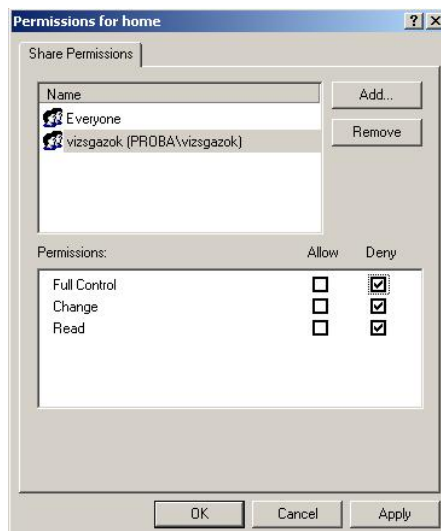 Permissions for home
Share Permissions
Name
Everyone
vizsgazok (PROBA\vizsgazok)
Add...
Remove
Permissions: Allow Deny
Full Control
Change
Read
OK Cancel Apply